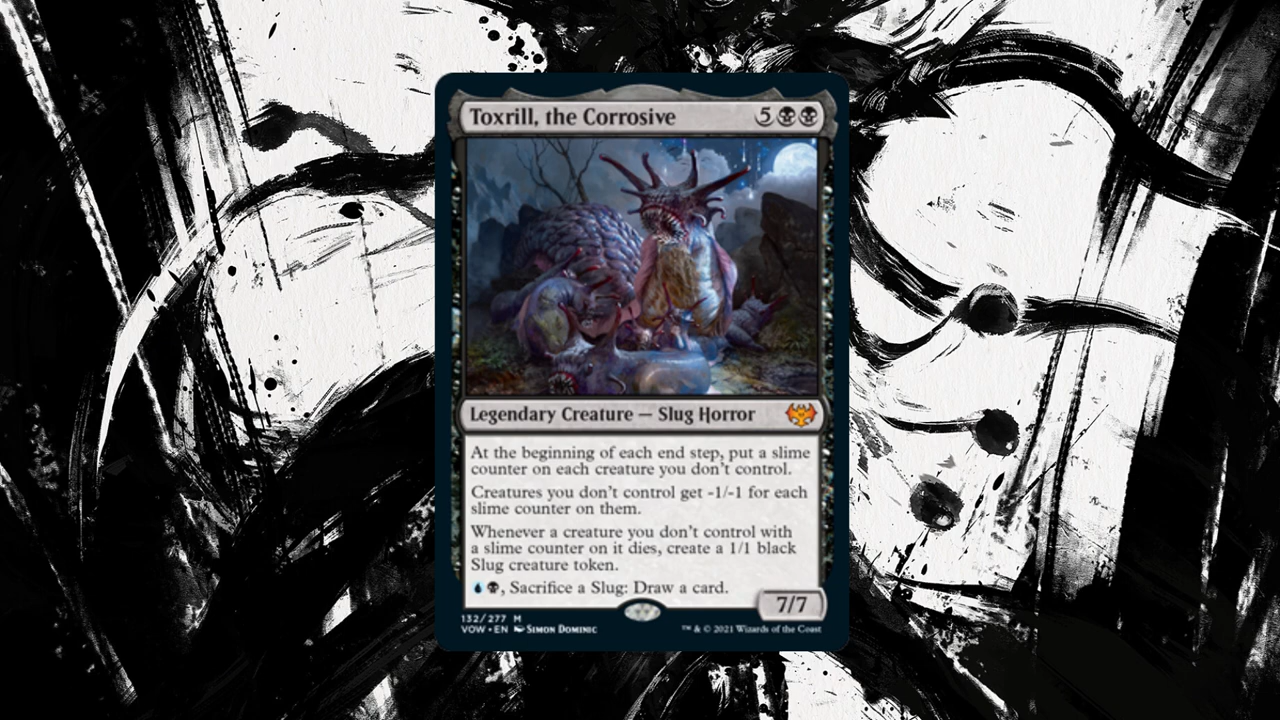 Toxrill, the Corrosive 5
Legendary Creature — Slug Horror
At the beginning of each end step, put a slime
counter on each creature you don't control.
Creatures you don't control get -1/-1 for each
slime counter on them.
Whenever a creature you don't control with
a slime counter on it dies, create a 1/1 black
Slug creature token.
, Sacrifice a Slug: Draw a card.
7/7
132/277 M
VOW • EN Simon Dominic
™ & © 2021 Wizards of the Coast